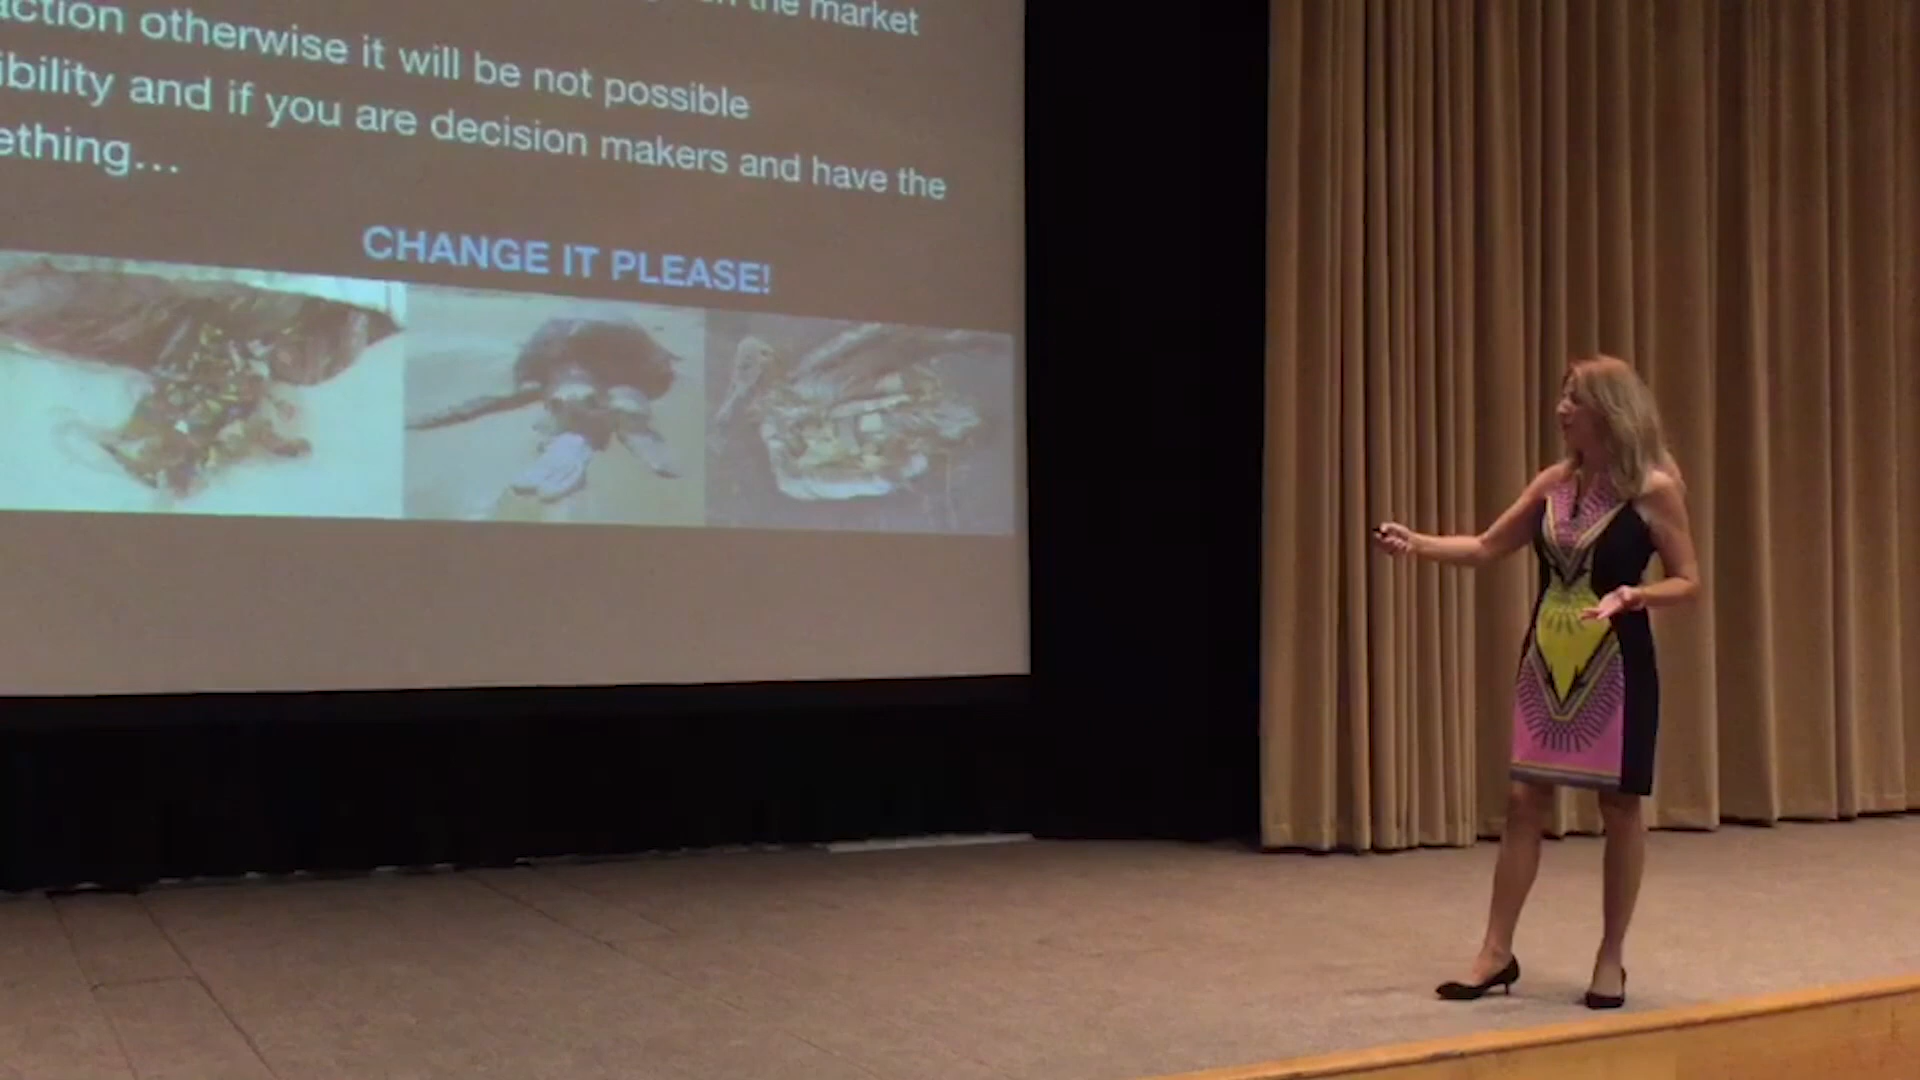 the market
action otherwise it will be not possible
ibility and if you are decision makers and have the
ething...
CHANGE IT PLEASE!